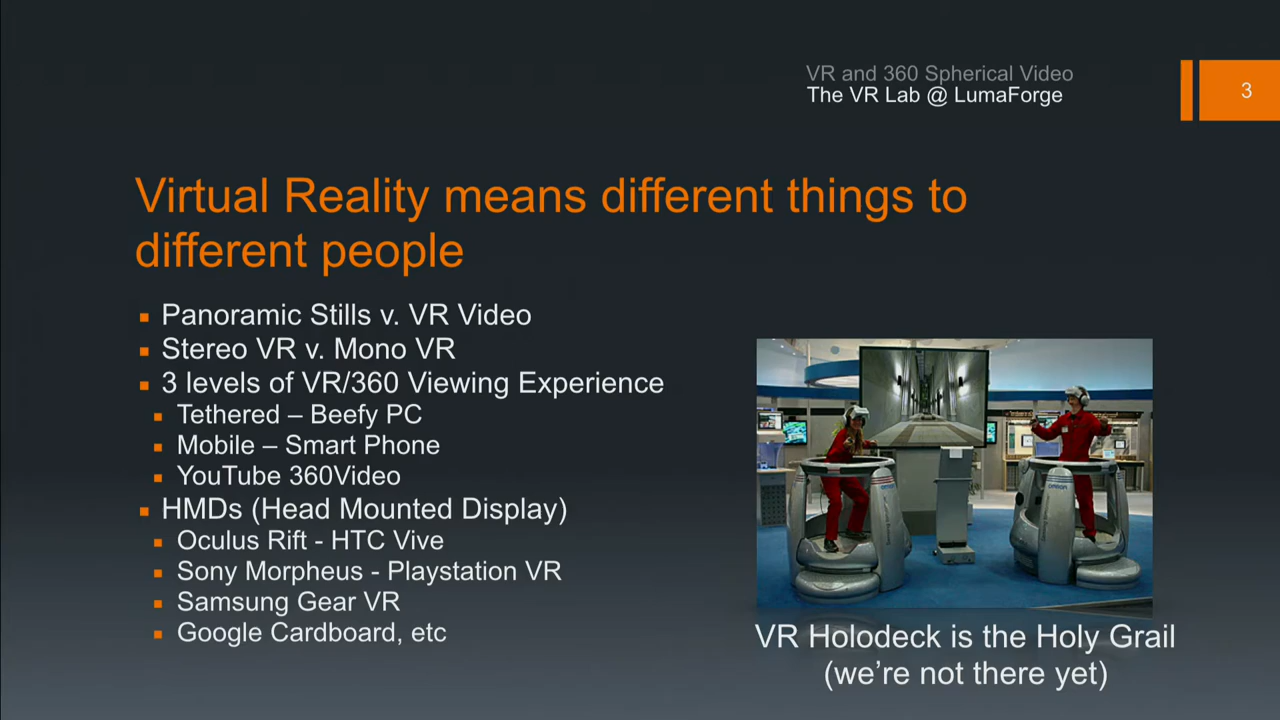 VR and 360 Spherical Video
The VR Lab @ LumaForge
3
Virtual Reality means different things to
different people
Panoramic Stills v. VR Video
Stereo VR v. Mono VR
3 levels of VR/360 Viewing Experience
Tethered – Beefy PC
Mobile – Smart Phone
YouTube 360Video
HMDs (Head Mounted Display)
Oculus Rift - HTC Vive
Sony Morpheus - Playstation VR
Samsung Gear VR
Google Cardboard, etc
VR Holodeck is the Holy Grail
(we’re not there yet)